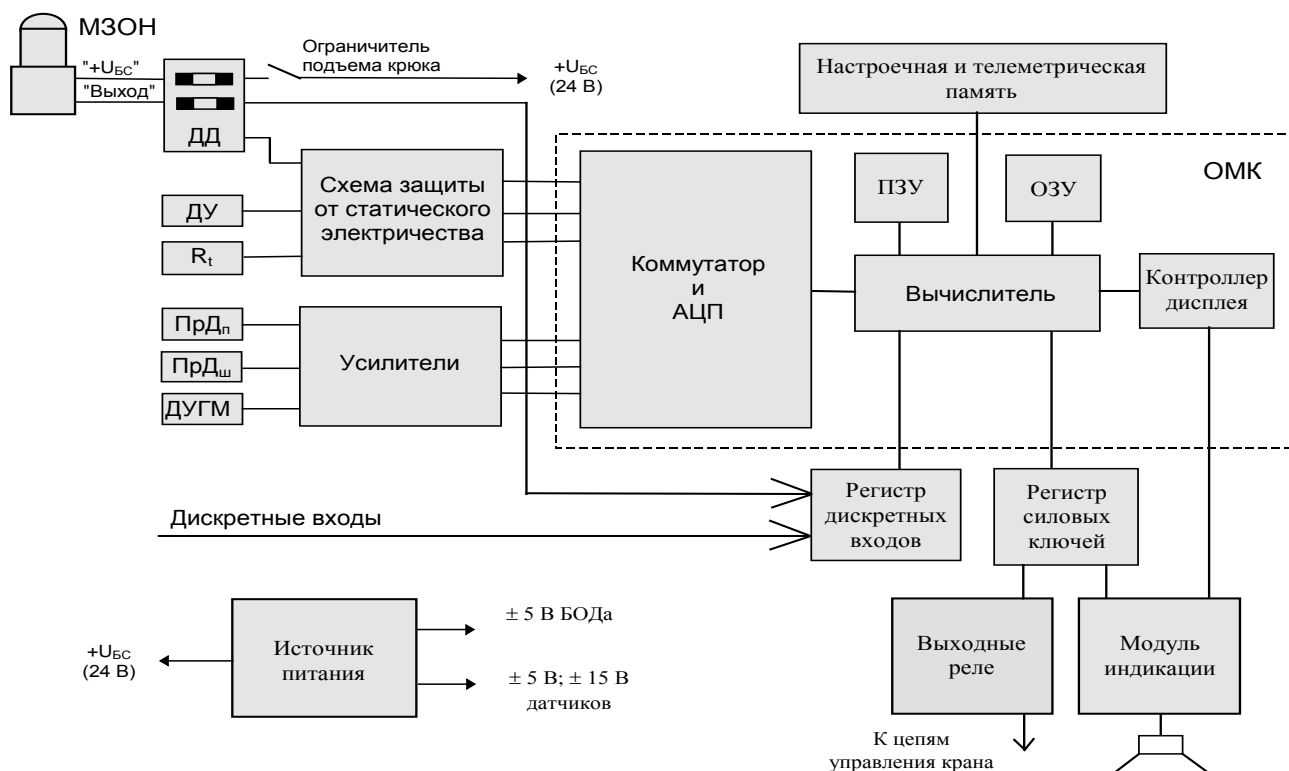 МЗОН
"+UБС"
"Выход"
ДД
Ограничитель
подъема крюка
+UБС
(24 В)
Настроечная и телеметрическая
память
ОМК
ПЗУ
ОЗУ
Схема защиты
от статического
электричества
ДУ
Rt
Коммутатор
и
АЦП
Вычислитель
Контроллер
дисплея
ПрДп
ПрДш
ДУГМ
Усилители
Дискретные входы
Регистр
дискретных
входов
Регистр
силовых
ключей
+UБС
(24 В)
Источник
питания
± 5 В БОДа
± 5 В; ± 15 В
датчиков
Выходные
реле
Модуль
индикации
К цепям
управления крана